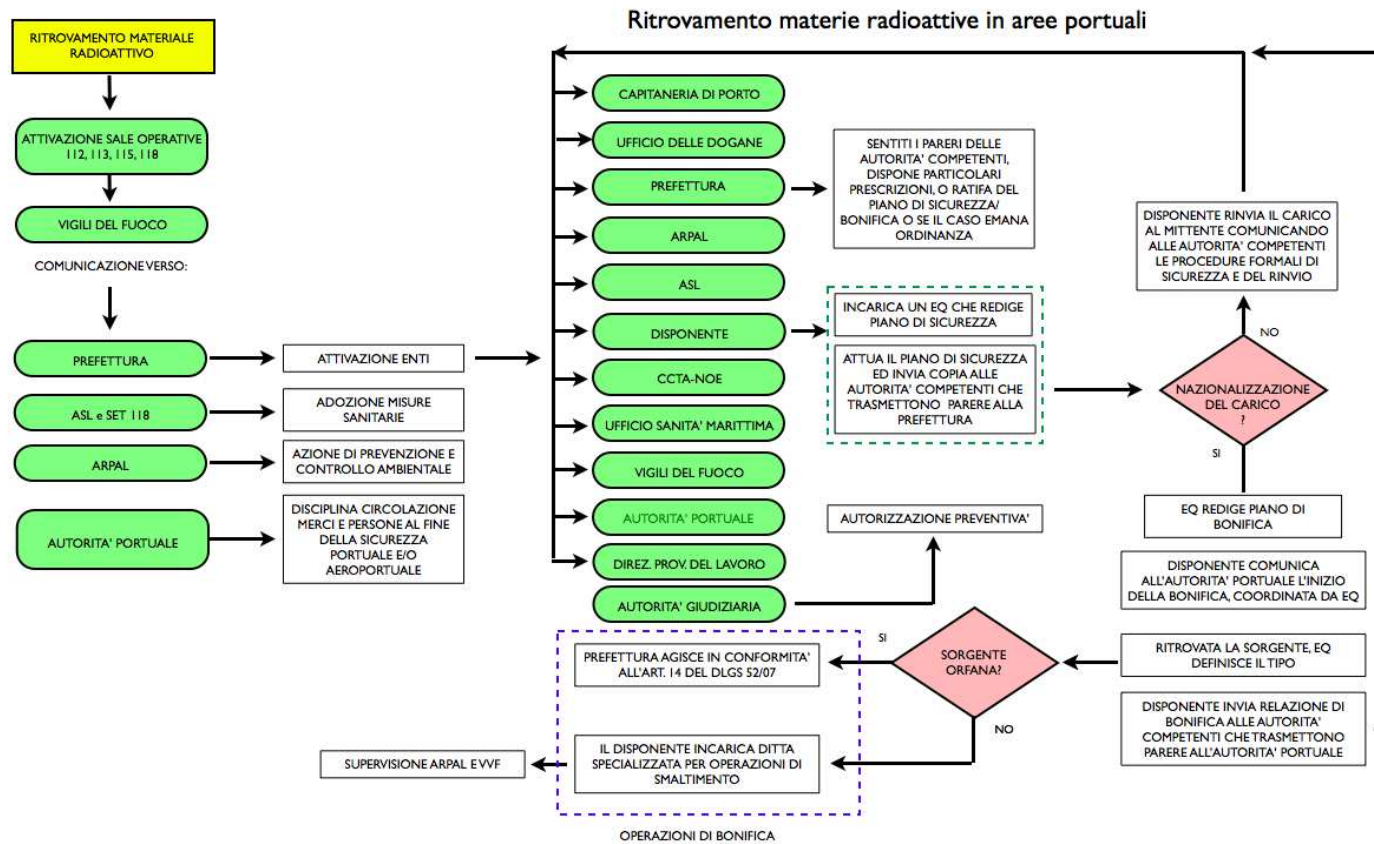 Ritrovamento materie radioattive in aree portuali
RITROVAMENTO MATERIALE
RADIOATTIVO
ATTIVAZIONE SALE OPERATIVE
112, 113, 115, 118
VIGILI DEL FUOCO
COMUNICAZIONE VERSO:
PREFETTURA
ATTIVAZIONE ENTI
ASL e SET 118
ADOZIONE MISURE
SANITARIE
ARPAL
AZIONE DI PREVENZIONE E
CONTROLLO AMBIENTALE
AUTORITA' PORTUALE
DISCIPLINA CIRCOLAZIONE
MERCI E PERSONE AL FINE
DELLA SICUREZZA
PORTUALE E/O
AEROPORTUALE
CAPITANERIA DI PORTO
UFFICIO DELLE DOGANE
PREFETTURA
SENTITI I PARERI DELLE
AUTORITA' COMPETENTI,
DISPONE PARTICOLARI
PRESCRIZIONI, O RATIFA DEL
PIANO DI SICUREZZA/
BONIFICA O SE IL CASO EMANA
ORDINANZA
ARPAL
ASL
DISPONENTE
INCARICA UN EQ CHE REDIGE
PIANO DI SICUREZZA
ATTUA IL PIANO DI SICUREZZA
ED INVIA COPIA ALLE
AUTORITA' COMPETENTI CHE
TRASMETTONO PARERE ALLA
PREFETTURA
CCTA-NOE
UFFICIO SANITA' MARITTIMA
VIGILI DEL FUOCO
AUTORITA' PORTUALE
DIREZ. PROV. DEL LAVORO
AUTORITA' GIUDIZIARIA
AUTORIZZAZIONE PREVENTIVA'
DISPONENTE RINVIA IL CARICO
AL MITTENTE COMUNICANDO
ALLE AUTORITA' COMPETENTI
LE PROCEDURE FORMALI DI
SICUREZZA E DEL RINVIO
NO
NAZIONALIZZAZIONE
DEL CARICO
?
SI
EQ REDIGE PIANO DI
BONIFICA
DISPONENTE COMUNICA
ALL'AUTORITA' PORTUALE L'INIZIO
DELLA BONIFICA, COORDINATA DA EQ
RITROVATA LA SORGENTE, EQ
DEFINISCE IL TIPO
DISPONENTE INVIA RELAZIONE DI
BONIFICA ALLE AUTORITA'
COMPETENTI CHE TRASMETTONO
PARERE ALL'AUTORITA' PORTUALE
SORGENTE
ORFANA?
SI
PREFETTURA AGISCE IN CONFORMITA'
ALL'ART. 14 DEL DLGS 52/07
NO
IL DISPONENTE INCARICA DITTA
SPECIALIZZATA PER OPERAZIONI DI
SMALTIMENTO
SUPERVISIONE ARPAL E VVF
OPERAZIONI DI BONIFICA